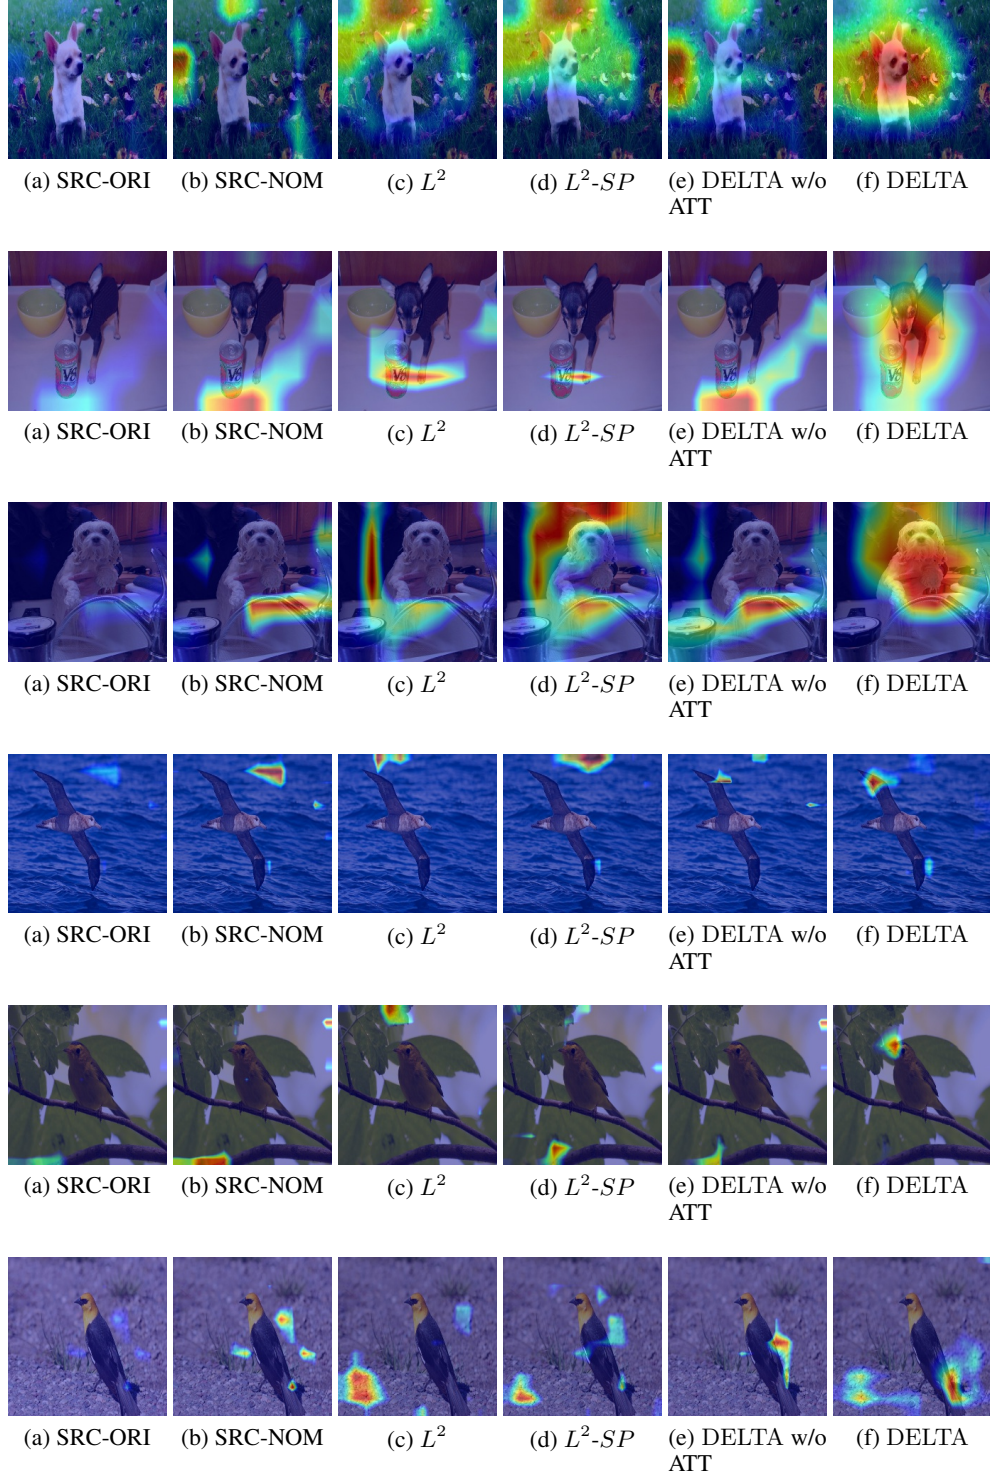 (a) SRC-ORI (b) SRC-NOM (c) L² (d) L²-SP (e) DELTA w/o ATT (f) DELTA
V8
(a) SRC-ORI (b) SRC-NOM (c) L² (d) L²-SP (e) DELTA w/o ATT (f) DELTA
(a) SRC-ORI (b) SRC-NOM (c) L² (d) L²-SP (e) DELTA w/o ATT (f) DELTA
(a) SRC-ORI (b) SRC-NOM (c) L² (d) L²-SP (e) DELTA w/o ATT (f) DELTA
(a) SRC-ORI (b) SRC-NOM (c) L² (d) L²-SP (e) DELTA w/o ATT (f) DELTA
(a) SRC-ORI (b) SRC-NOM (c) L² (d) L²-SP (e) DELTA w/o ATT (f) DELTA